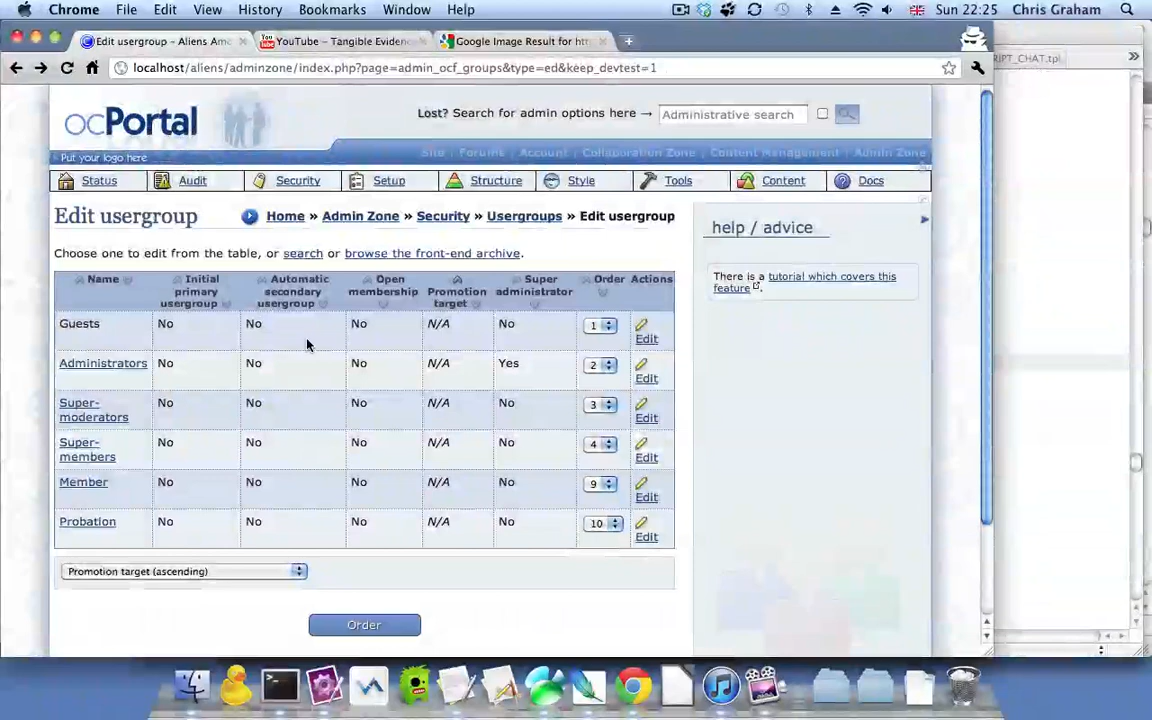 Chrome File Edit View History Bookmarks Window Help Sun 22:25 Chris Graham
Edit usergroup – Aliens Am
YouTube – Tangible Evidenc
Google Image Result for htt
RIPT_CHAT.tpl
localhost/aliens/adminzone/index.php?page=admin_ocf_groups&type=ed&keep_devtest=1
ocPortal
Lost? Search for admin options here → Administrative search
Put your logo here
Site Forums Account Collaboration Zone Content Management Admin Zone
Status Audit Security Setup Structure Style Tools Content Docs
Edit usergroup
Home » Admin Zone » Security » Usergroups » Edit usergroup
help / advice
There is a tutorial which covers this
feature.
Choose one to edit from the table, or search or browse the front-end archive.
Name Initial primary usergroup Automatic secondary usergroup Open membership Promotion target Super administrator Order Actions
Guests No No No N/A No 1 Edit
Administrators No No No N/A Yes 2 Edit
Super-moderators No No No N/A No 3 Edit
Super-members No No No N/A No 4 Edit
Member No No No N/A No 9 Edit
Probation No No No N/A No 10 Edit
Promotion target (ascending)
Order